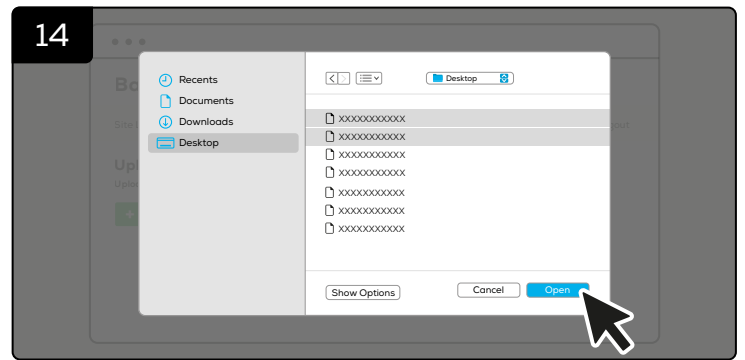 14
Recents
Documents
Downloads
Desktop
Desktop
XXXXXXXXXXX
XXXXXXXXXXX
XXXXXXXXXXX
XXXXXXXXXXX
XXXXXXXXXXX
XXXXXXXXXXX
XXXXXXXXXXX
Show Options
Cancel
Open